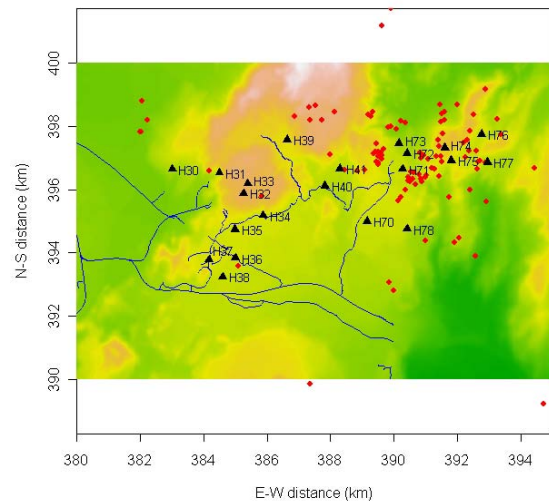 400
398
396
394
392
390
N-S distance (km)
380
382
384
386
388
390
392
394
E-W distance (km)
H39
H30
H31
H33
H32
H34
H35
H37
H36
H38
H41
H40
H70
H78
H73
H72
H71
H74
H75
H76
H77